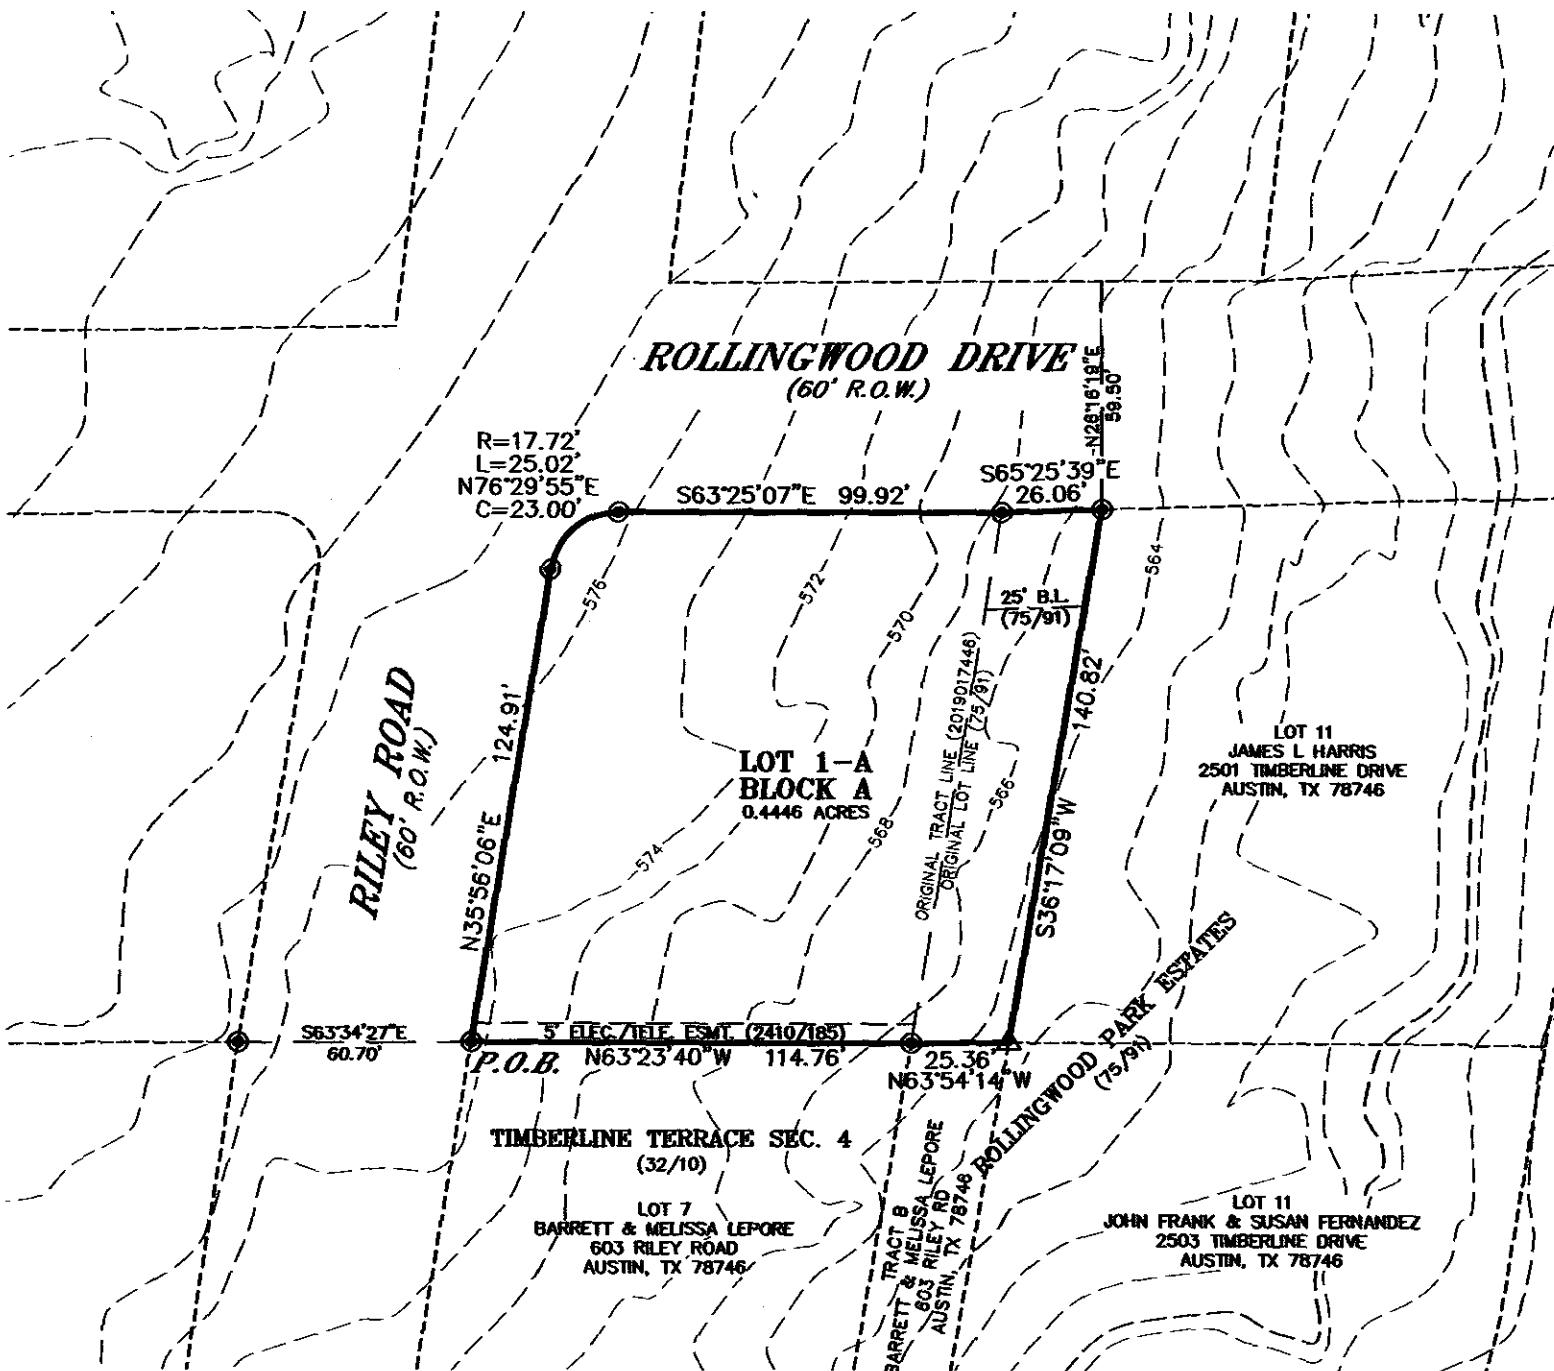 ROLLINGWOOD DRIVE
(60' R.O.W.)
N28°16'19"E
59.50'
R=17.72'
L=25.02'
N76°29'55"E
C=23.00'
S63°25'07"E 99.92'
S65°25'39"E
26.06'
564
576
572
570
25' B.L.
(75/91)
RILEY ROAD
(60' R.O.W.)
N35°56'06"E 124.91'
LOT 1-A
BLOCK A
0.4446 ACRES
ORIGINAL TRACT LINE (2019017446)
ORIGINAL LOT LINE (75/91)
S36°17'09"W 140.82'
566
568
574
LOT 11
JAMES L HARRIS
2501 TIMBERLINE DRIVE
AUSTIN, TX 78746
S63°34'27"E
60.70'
5' ELEC./TELE. ESMT. (2410/185)
P.O.B.
N63°23'40"W 114.76'
25.36'
N63°54'14"W
ROLLINGWOOD PARK ESTATES
(75/91)
TIMBERLINE TERRACE SEC. 4
(32/10)
LOT 7
BARRETT & MELISSA LEPORE
603 RILEY ROAD
AUSTIN, TX 78746
TRACT B
BARRETT & MELISSA LEPORE
603 RILEY RD
AUSTIN, TX 78746
LOT 11
JOHN FRANK & SUSAN FERNANDEZ
2503 TIMBERLINE DRIVE
AUSTIN, TX 78746